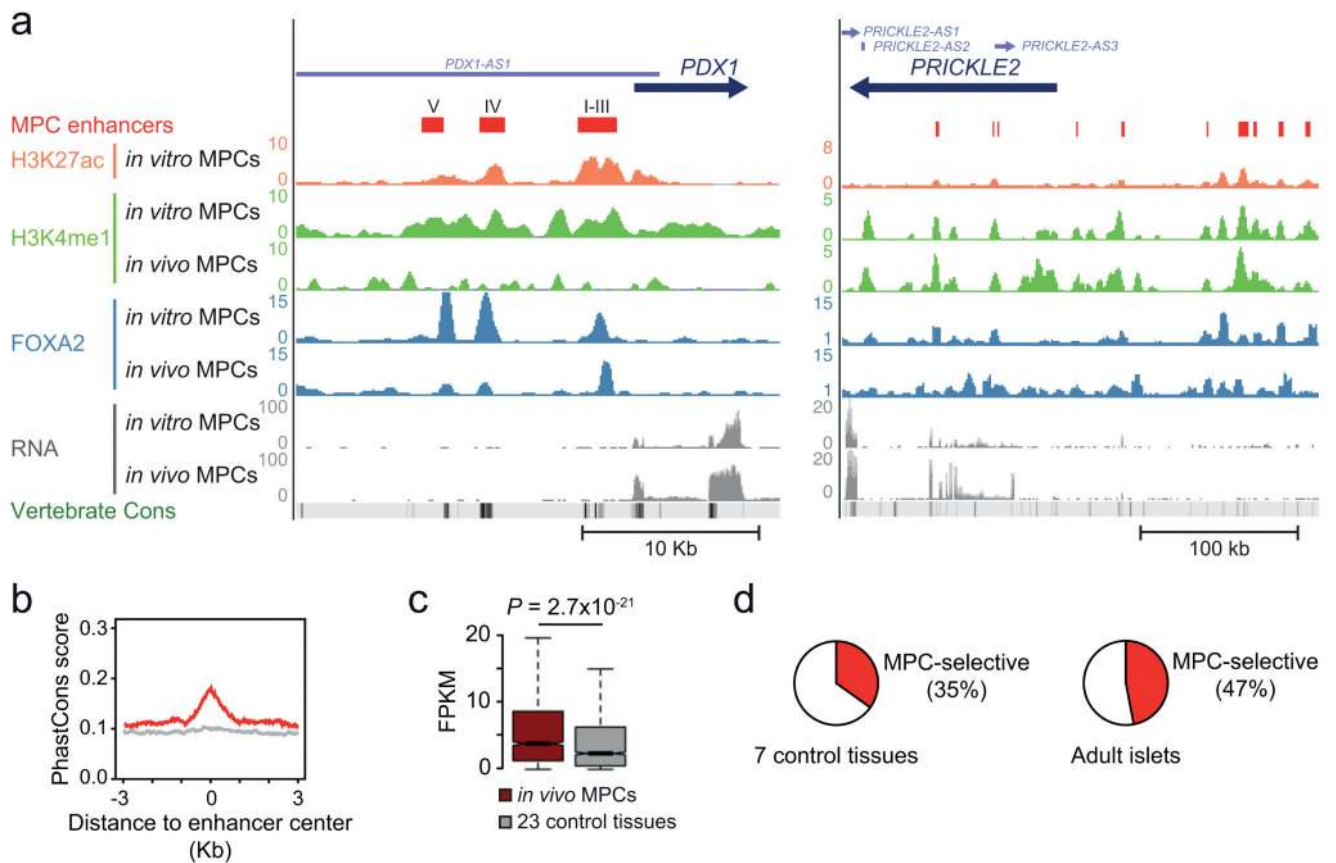 a
PDX1-AS1
PDX1
V IV I-III
PRICKLE2-AS1
PRICKLE2-AS2 PRICKLE2-AS3
PRICKLE2
MPC enhancers
H3K27ac in vitro MPCs 10 0 8 0
H3K4me1
in vitro MPCs 10 0 5 0
in vivo MPCs 10 0 5 0
FOXA2
in vitro MPCs 15 0 15 1
in vivo MPCs 15 0 15 1
RNA
in vitro MPCs 100 0 20 0
in vivo MPCs 100 0 20 0
Vertebrate Cons
10 Kb
100 kb
b
PhastCons score
0.3
0.2
0.1
0.0
-3 0 3
Distance to enhancer center
(Kb)
c
P = 2.7x10-21
FPKM
20
10
0
in vivo MPCs
23 control tissues
d
MPC-selective
(35%)
7 control tissues
MPC-selective
(47%)
Adult islets